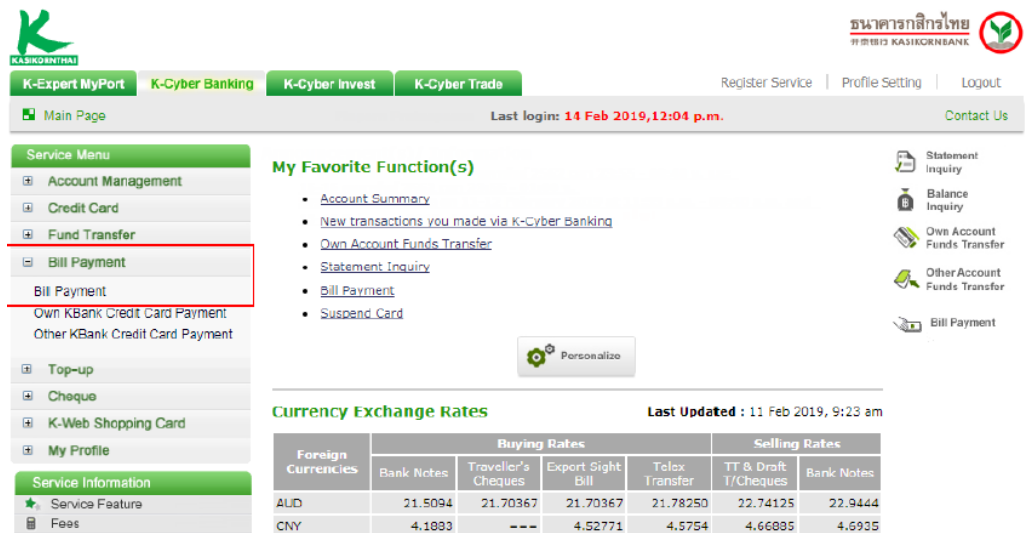 KASIKORNTHAI
ธนาคารกสิกรไทย
开泰银行 KASIKORNBANK
K-Expert MyPort K-Cyber Banking K-Cyber Invest K-Cyber Trade
Register Service | Profile Setting | Logout
Main Page
Last login: 14 Feb 2019,12:04 p.m.
Contact Us
Service Menu
Account Management
Credit Card
Fund Transfer
Bill Payment
Bill Payment
Own KBank Credit Card Payment
Other KBank Credit Card Payment
Top-up
Cheque
K-Web Shopping Card
My Profile
Service Information
Service Feature
Fees
My Favorite Function(s)
Account Summary
New transactions you made via K-Cyber Banking
Own Account Funds Transfer
Statement Inquiry
Bill Payment
Suspend Card
Personalize
Statement
Inquiry
Balance
Inquiry
Own Account
Funds Transfer
Other Account
Funds Transfer
Bill Payment
Currency Exchange Rates
Last Updated : 11 Feb 2019, 9:23 am
Foreign
Currencies
Buying Rates
Selling Rates
Bank Notes
Traveller's
Cheques
Export Sight
Bill
Telex
Transfer
TT & Draft
T/Cheques
Bank Notes
AUD 21.5094 21.70367 21.70367 21.78250 22.74125 22.9444
CNY 4.1883 --- 4.52771 4.5754 4.66885 4.6935